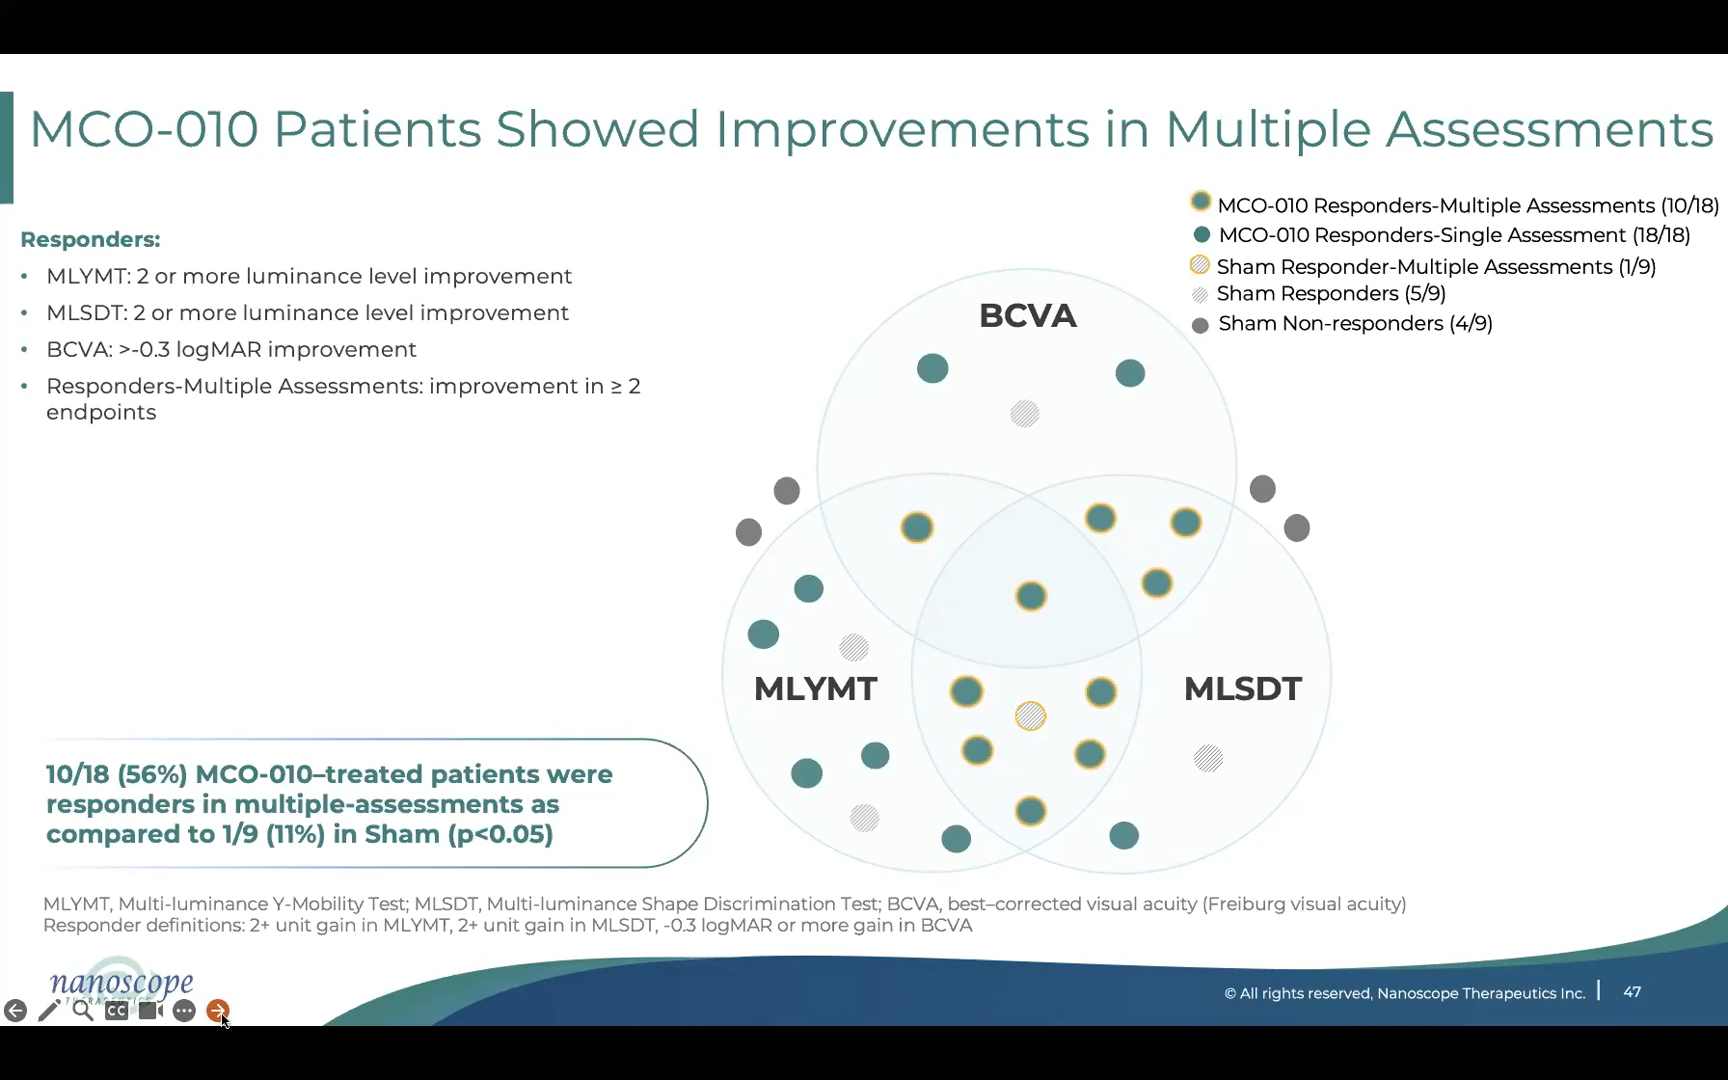 MCO-010 Patients Showed Improvements in Multiple Assessments
MCO-010 Responders-Multiple Assessments (10/18)
MCO-010 Responders-Single Assessment (18/18)
Sham Responder-Multiple Assessments (1/9)
Sham Responders (5/9)
Sham Non-responders (4/9)
Responders:
• MLYMT: 2 or more luminance level improvement
• MLSDT: 2 or more luminance level improvement
• BCVA: >-0.3 logMAR improvement
• Responders-Multiple Assessments: improvement in ≥ 2
endpoints
BCVA
MLYMT
MLSDT
10/18 (56%) MCO-010–treated patients were
responders in multiple-assessments as
compared to 1/9 (11%) in Sham (p<0.05)
MLYMT, Multi-luminance Y-Mobility Test; MLSDT, Multi-luminance Shape Discrimination Test; BCVA, best–corrected visual acuity (Freiburg visual acuity)
Responder definitions: 2+ unit gain in MLYMT, 2+ unit gain in MLSDT, -0.3 logMAR or more gain in BCVA
nanoscope
THERAPEUTICS
CC
© All rights reserved, Nanoscope Therapeutics Inc. | 47